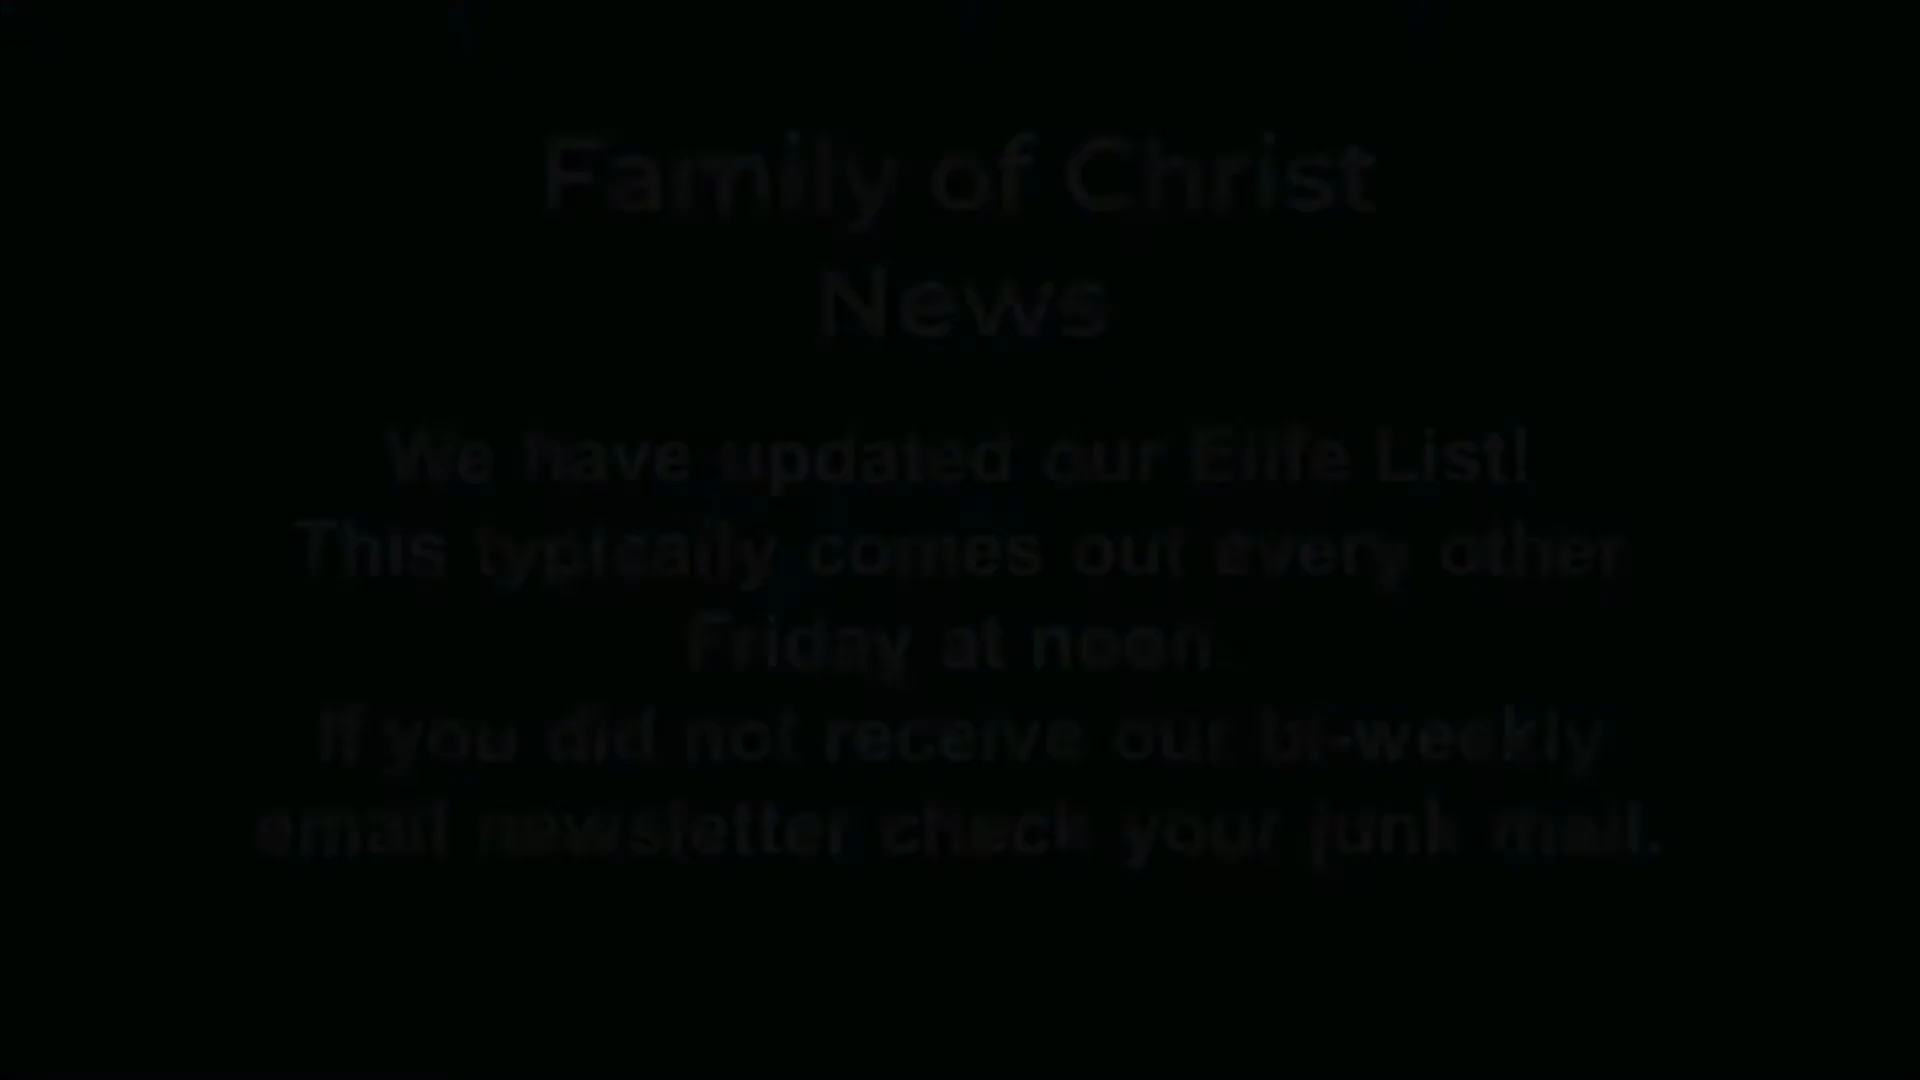 Family of Christ
News
We have updated our Elife List!
This typically comes out every other
Friday at noon.
If you did not receive our bi-weekly
email newsletter check your junk mail.